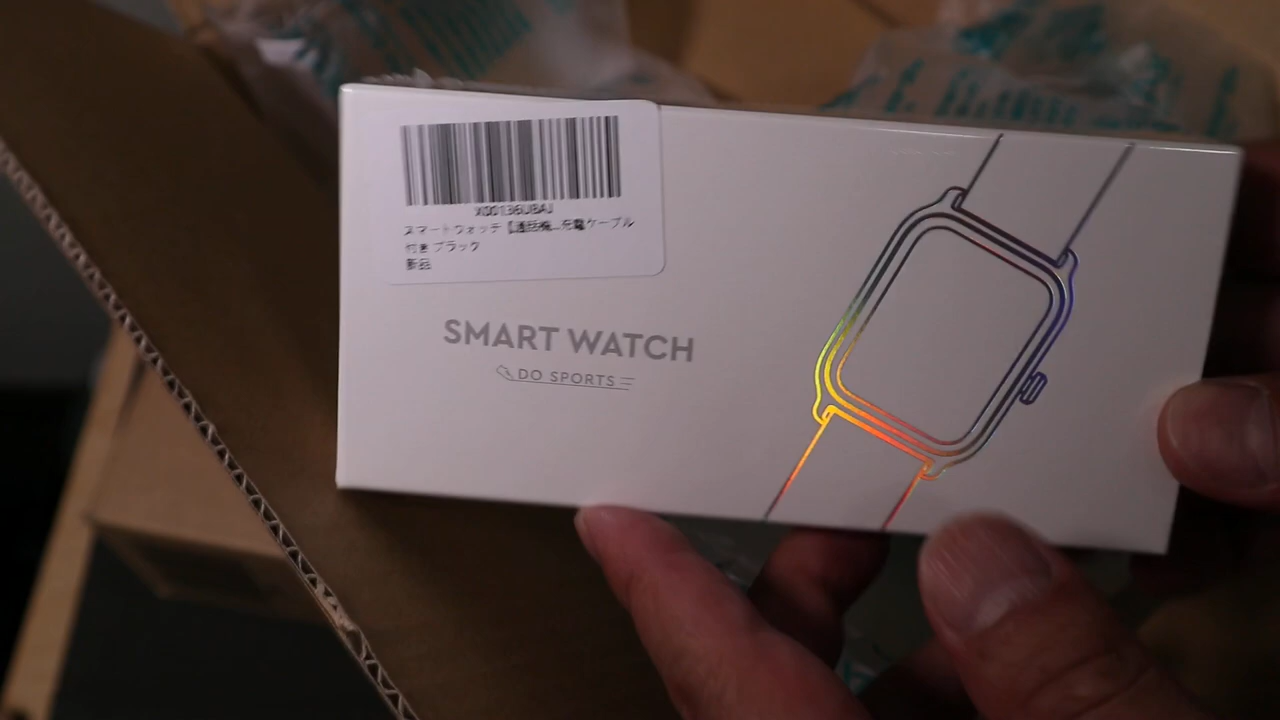 X00136U8AJ
スマートウォッチ【通話機...充電ケーブル
付き ブラック
新品
SMART WATCH
DO SPORTS